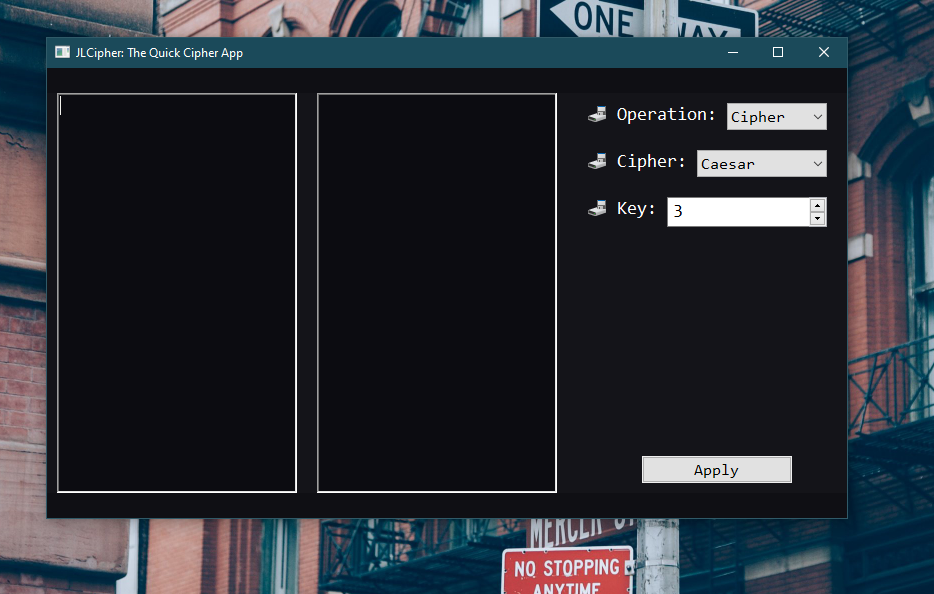 ONE WAY
JLCipher: The Quick Cipher App
Operation: Cipher
Cipher: Caesar
Key: 3
Apply
MERCER ST
NO STOPPING
ANYTIME